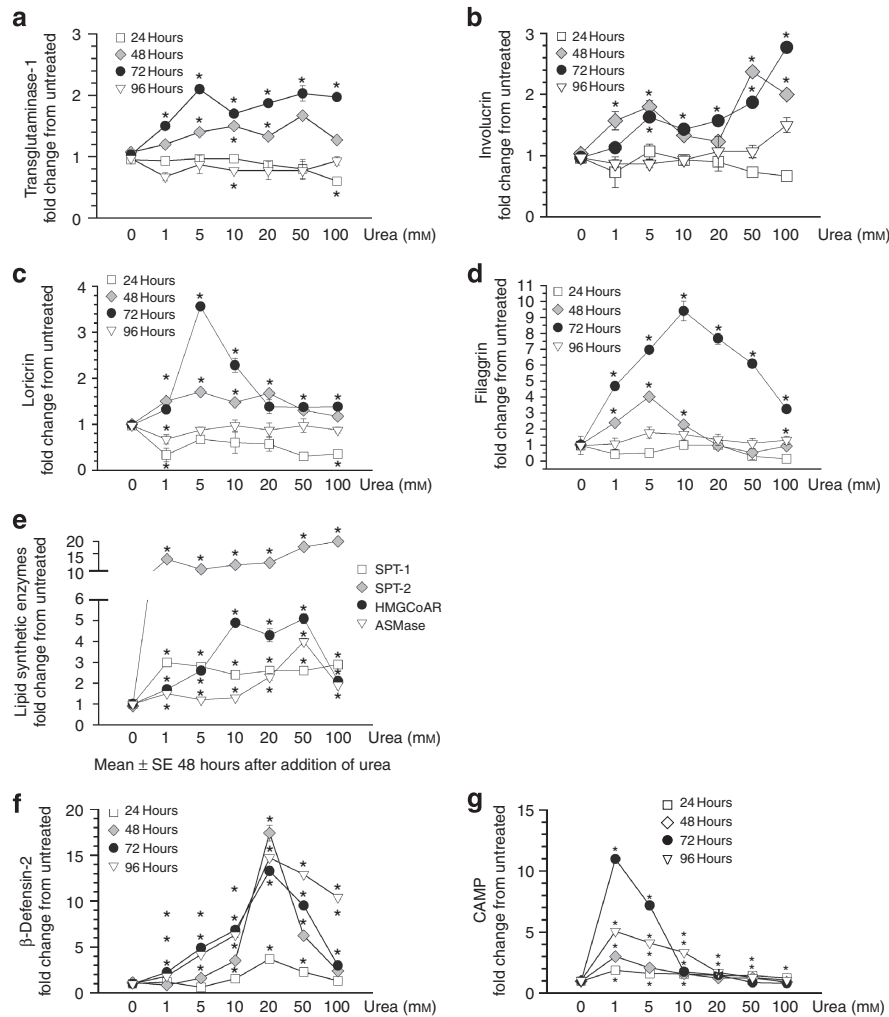 a
Transglutaminase-1
fold change from untreated
3
2
1
0
24 Hours
48 Hours
72 Hours
96 Hours
* * * * * *
* * *
* *
*
0 1 5 10 20 50 100 Urea (mM)
b
Involucrin
fold change from untreated
3
2
1
0
24 Hours
48 Hours
72 Hours
96 Hours
0 1 5 10 20 50 100 Urea (mM)
c
Loricrin
fold change from untreated
4
3
2
1
0
24 Hours
48 Hours
72 Hours
96 Hours
0 1 5 10 20 50 100 Urea (mM)
d
Filaggrin
fold change from untreated
11
10
9
8
7
6
5
4
3
2
1
0
24 Hours
48 Hours
72 Hours
96 Hours
0 1 5 10 20 50 100 Urea (mM)
e
Lipid synthetic enzymes
fold change from untreated
20
15
10
6
5
4
3
2
1
0
SPT-1
SPT-2
HMGCoAR
ASMase
0 1 5 10 20 50 100 Urea (mM)
Mean ± SE 48 hours after addition of urea
f
β-Defensin-2
fold change from untreated
20
15
10
5
0
24 Hours
48 Hours
72 Hours
96 Hours
0 1 5 10 20 50 100 Urea (mM)
g
CAMP
fold change from untreated
15
10
5
0
24 Hours
48 Hours
72 Hours
96 Hours
0 1 5 10 20 50 100 Urea (mM)